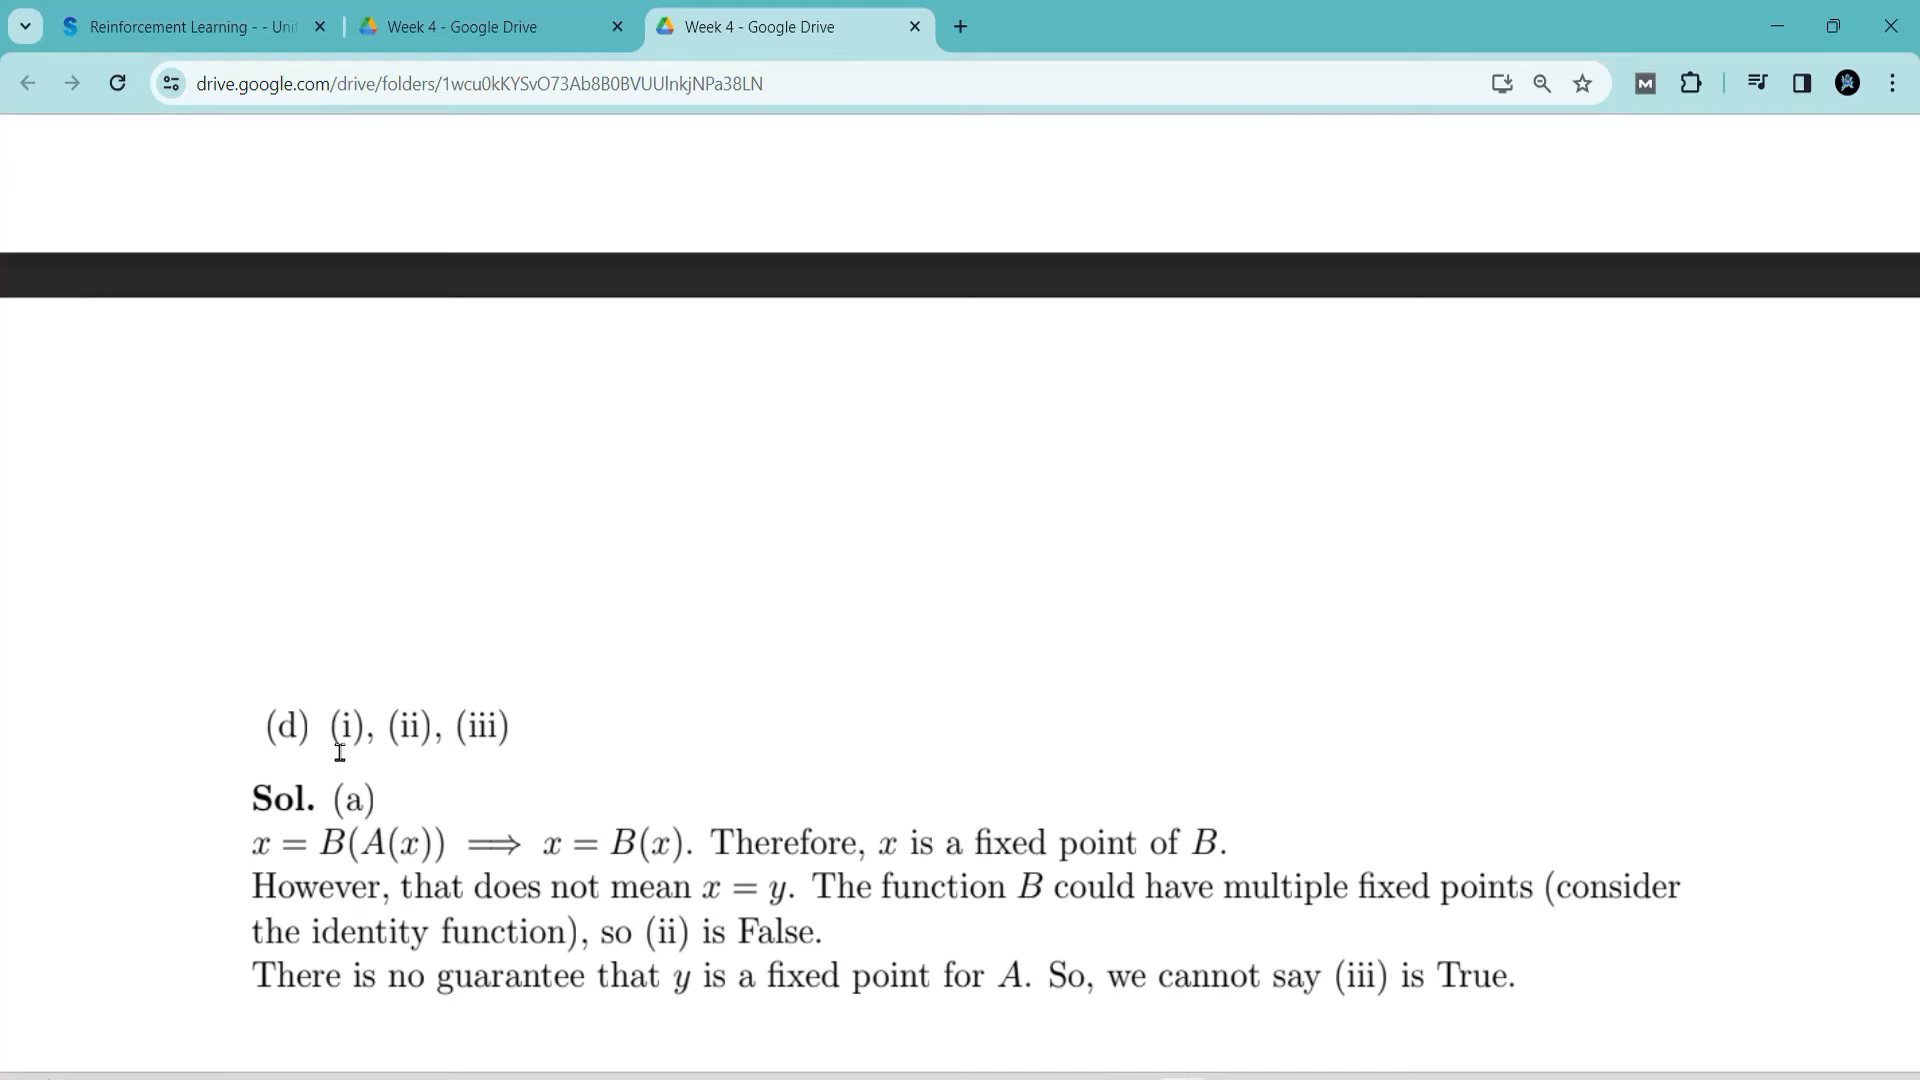 Reinforcement Learning - - Uni
Week 4 - Google Drive
Week 4 - Google Drive
drive.google.com/drive/folders/1wcu0kKYSvO73Ab8B0BVUUlnkjNPa38LN
(d) (i), (ii), (iii)
Sol. (a)
x = B(A(x)) ⟹ x = B(x). Therefore, x is a fixed point of B.
However, that does not mean x = y. The function B could have multiple fixed points (consider
the identity function), so (ii) is False.
There is no guarantee that y is a fixed point for A. So, we cannot say (iii) is True.